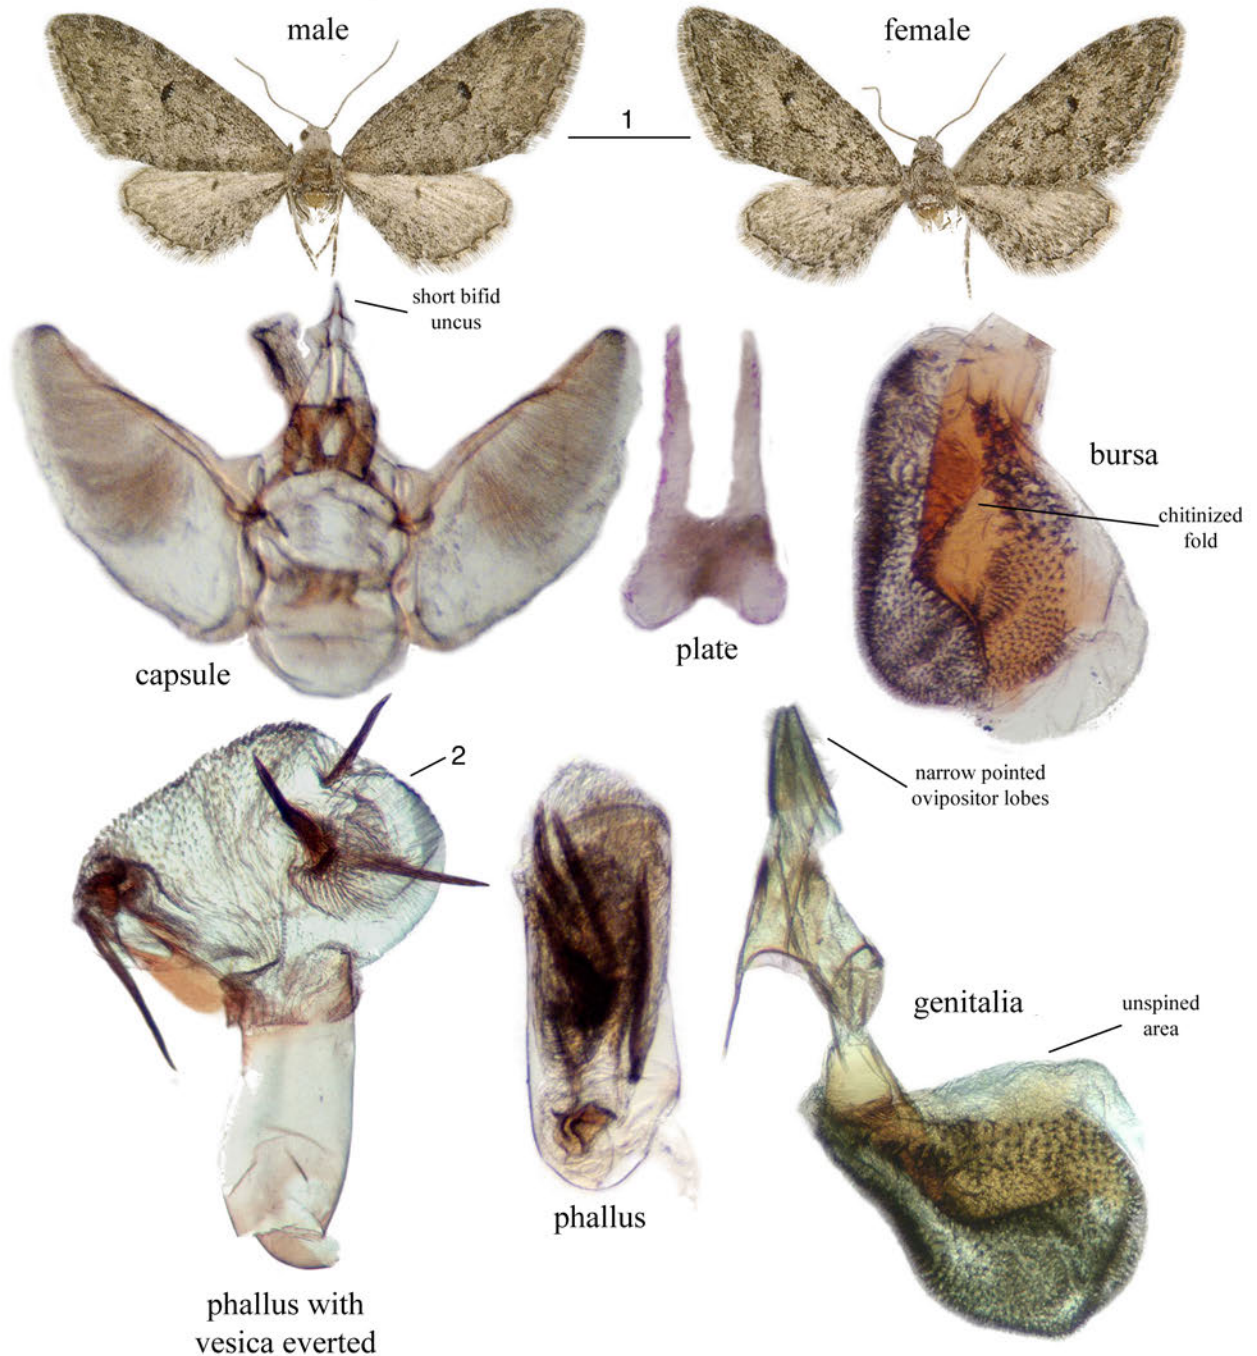 male
female
1
short bifid
uncus
bursa
chitinized
fold
plate
capsule
2
narrow pointed
ovipositor lobes
genitalia
unspined
area
phallus
phallus with
vesica everted